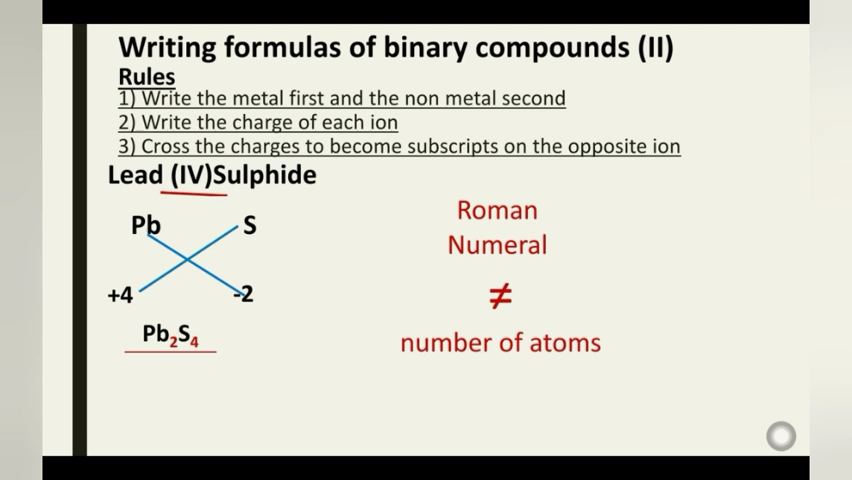 Writing formulas of binary compounds (II)
Rules
1) Write the metal first and the non metal second
2) Write the charge of each ion
3) Cross the charges to become subscripts on the opposite ion
Lead (IV)Sulphide
Pb S
+4 -2
Pb₂S₄
Roman
Numeral
≠
number of atoms